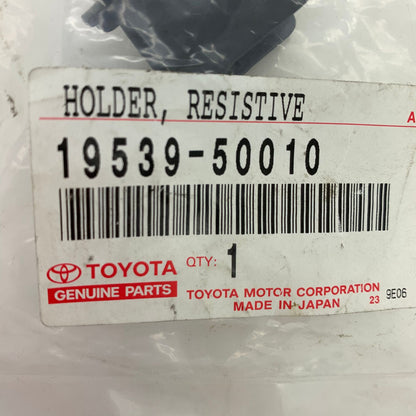 HOLDER, RESISTIVE
A
19539-50010
TOYOTA QTY: 1
GENUINE PARTS
TOYOTA MOTOR CORPORATION
MADE IN JAPAN 23 9E06